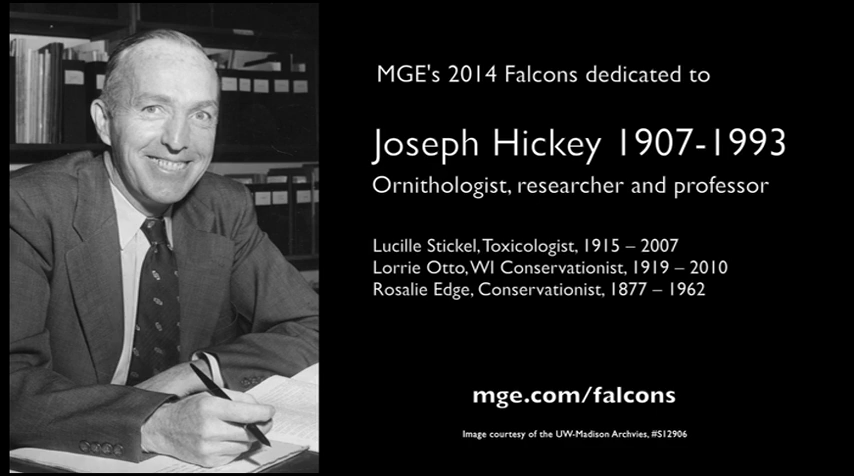 MGE's 2014 Falcons dedicated to
Joseph Hickey 1907-1993
Ornithologist, researcher and professor
Lucille Stickel, Toxicologist, 1915 – 2007
Lorrie Otto, WI Conservationist, 1919 – 2010
Rosalie Edge, Conservationist, 1877 – 1962
mge.com/falcons
Image courtesy of the UW-Madison Archvies, #S12906